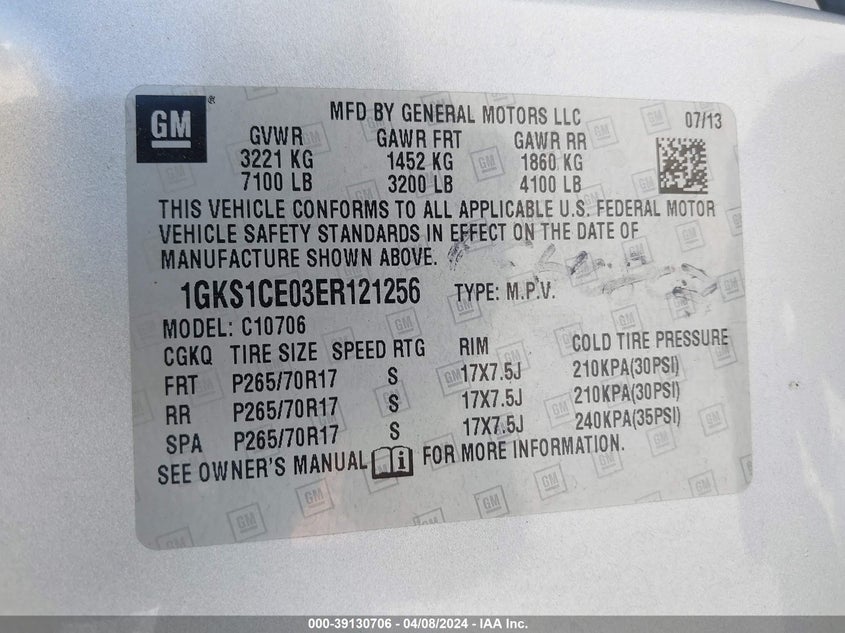 GM ®
MFD BY GENERAL MOTORS LLC 07/13
GVWR GAWR FRT GAWR RR
3221 KG 1452 KG 1860 KG
7100 LB 3200 LB 4100 LB
THIS VEHICLE CONFORMS TO ALL APPLICABLE U.S. FEDERAL MOTOR
VEHICLE SAFETY STANDARDS IN EFFECT ON THE DATE OF
MANUFACTURE SHOWN ABOVE.
1GKS1CE03ER121256 TYPE: M.P.V.
MODEL: C10706
CGKQ TIRE SIZE SPEED RTG RIM COLD TIRE PRESSURE
FRT P265/70R17 S 17X7.5J 210KPA(30PSI)
RR P265/70R17 S 17X7.5J 210KPA(30PSI)
SPA P265/70R17 S 17X7.5J 240KPA(35PSI)
SEE OWNER'S MANUAL i FOR MORE INFORMATION.
000-39130706 - 04/08/2024 - IAA Inc.